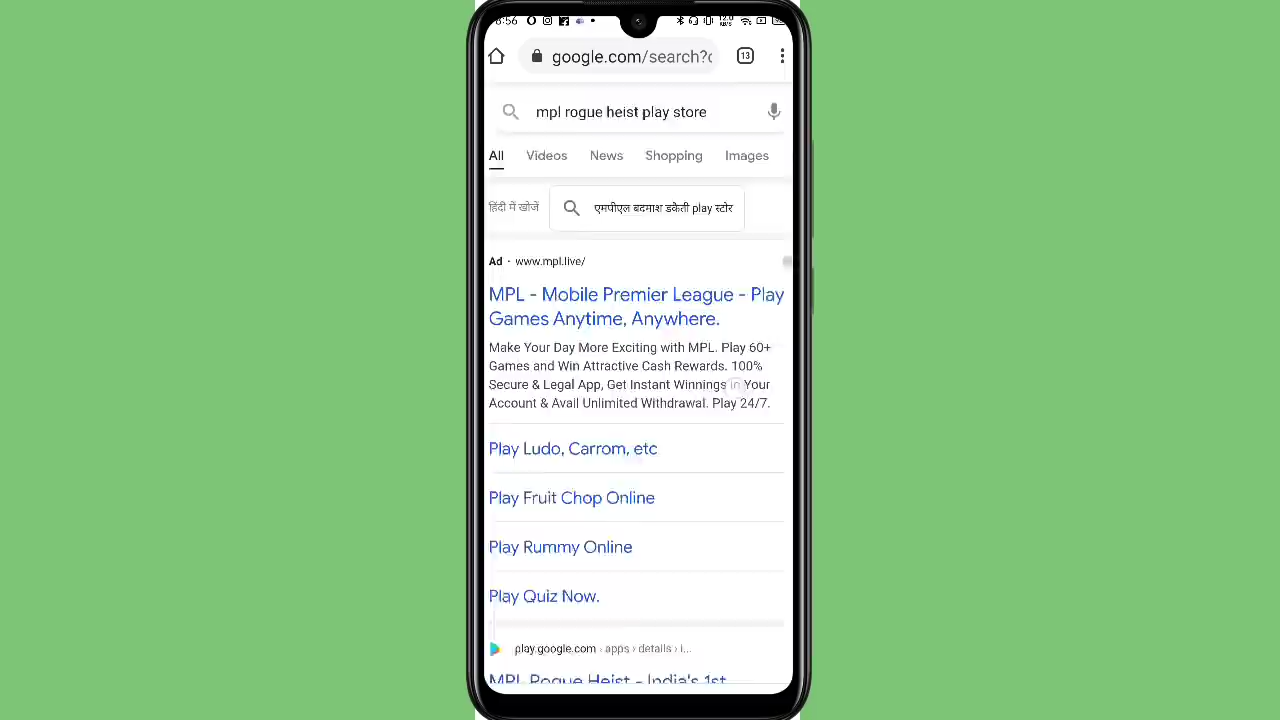 8:56
google.com/search?c
13
mpl rogue heist play store
All Videos News Shopping Images
हिंदी में खोजें
एमपीएल बदमाश डकैती play स्टोर
Ad · www.mpl.live/
MPL - Mobile Premier League - Play
Games Anytime, Anywhere.
Make Your Day More Exciting with MPL. Play 60+
Games and Win Attractive Cash Rewards. 100%
Secure & Legal App, Get Instant Winnings in Your
Account & Avail Unlimited Withdrawal. Play 24/7.
Play Ludo, Carrom, etc
Play Fruit Chop Online
Play Rummy Online
Play Quiz Now.
play.google.com › apps › details › i...
MPL Rogue Heist - India's 1st